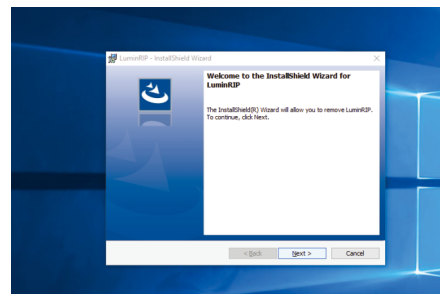 LuminRIP - InstallShield Wizard
Welcome to the InstallShield Wizard for
LuminRIP
The InstallShield(R) Wizard will allow you to remove LuminRIP.
To continue, click Next.
< Back
Next >
Cancel